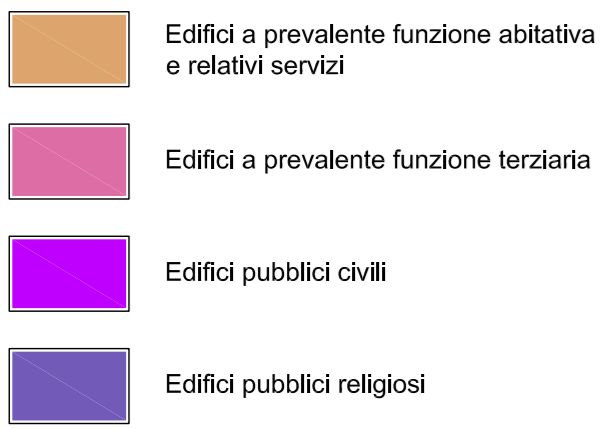 Edifici a prevalente funzione abitativa
e relativi servizi
Edifici a prevalente funzione terziaria
Edifici pubblici civili
Edifici pubblici religiosi